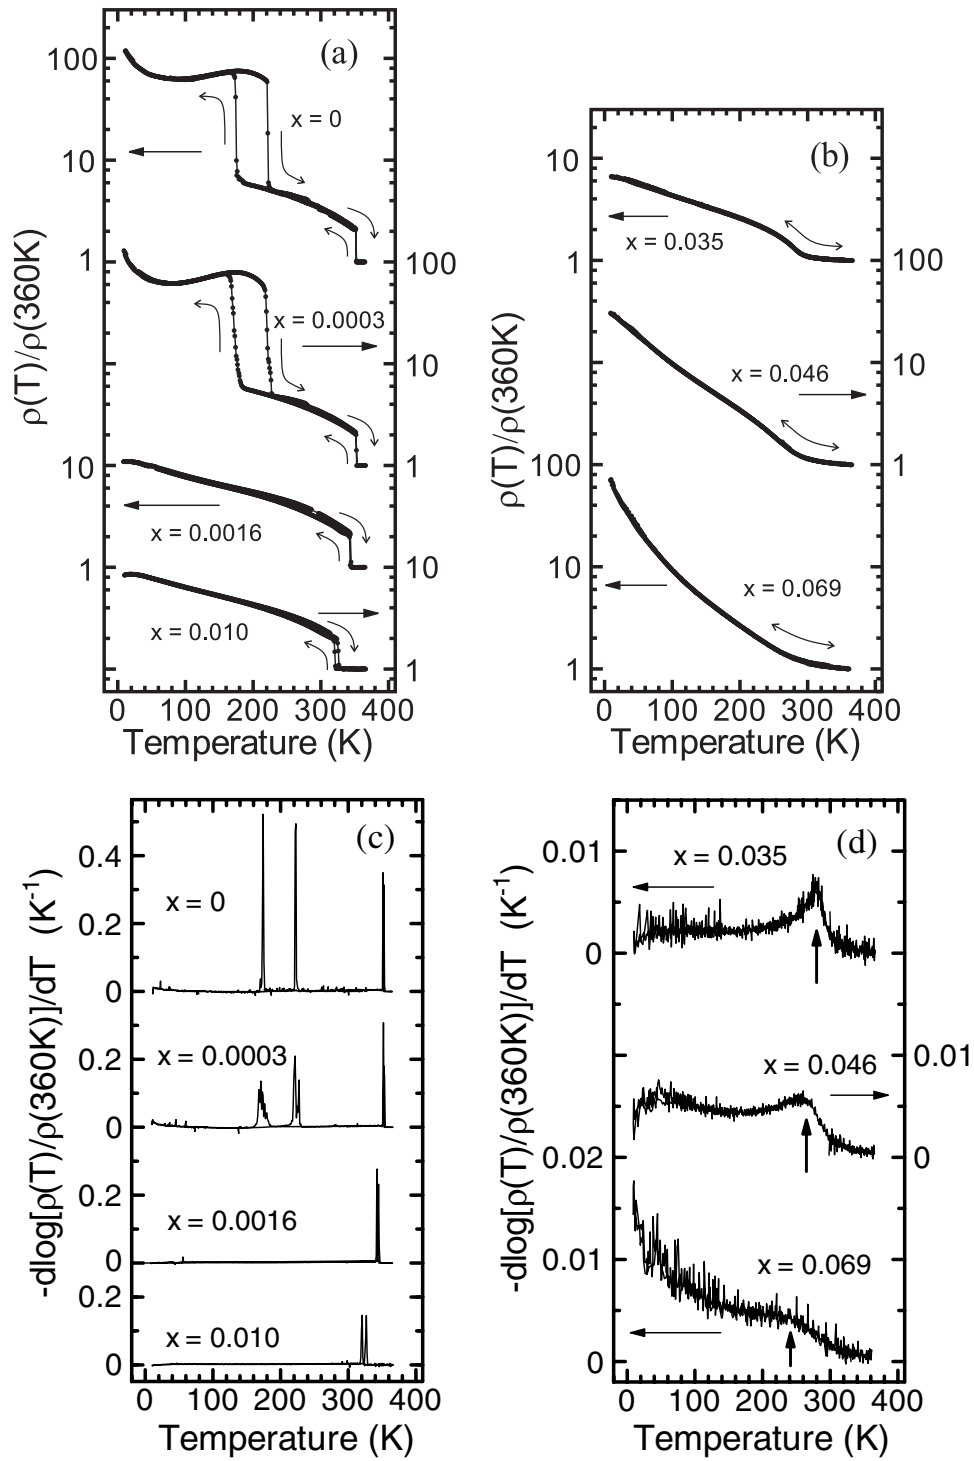 (a)
100
10
1
10
1
100
10
1
10
1
x = 0
x = 0.0003
x = 0.0016
x = 0.010
ρ(T)/ρ(360K)
0 100 200 300 400
Temperature (K)
(b)
10
1
100
10
1
100
10
1
x = 0.035
x = 0.046
x = 0.069
ρ(T)/ρ(360K)
0 100 200 300 400
Temperature (K)
(c)
0.4
0.2
0
0.2
0
0.2
0
0.2
0
x = 0
x = 0.0003
x = 0.0016
x = 0.010
-dlog[ρ(T)/ρ(360K)]/dT (K⁻¹)
0 100 200 300 400
Temperature (K)
(d)
0.01
0
0.02
0.01
0
0.01
0
x = 0.035
x = 0.046
x = 0.069
-dlog[ρ(T)/ρ(360K)]/dT (K⁻¹)
0 100 200 300 400
Temperature (K)